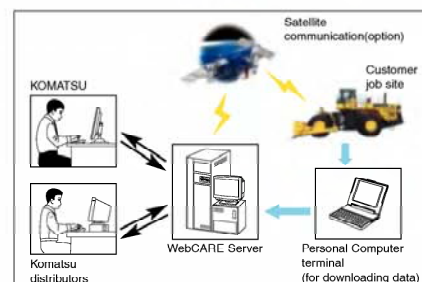 Satellite
communication(option)
Customer
job site
KOMATSU
WebCARE Server
Komatsu
distributors
Personal Computer
terminal
(for downloading data)